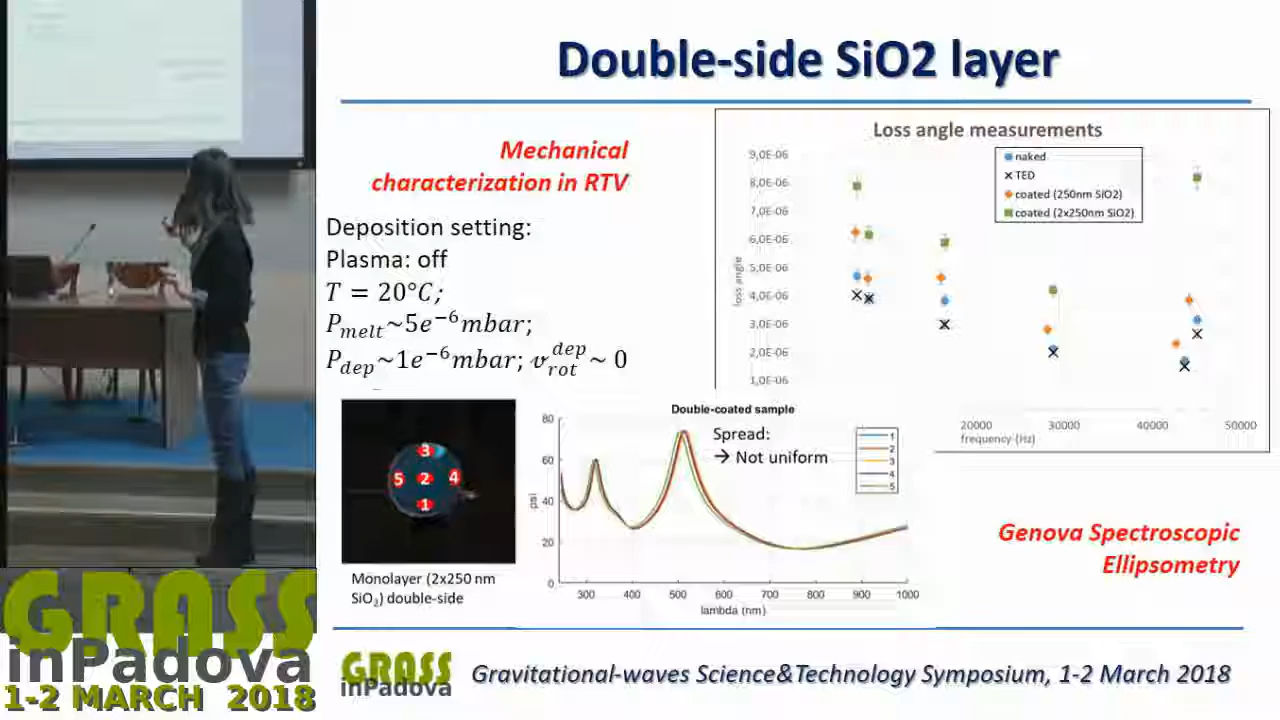 Double-side SiO2 layer
Mechanical
characterization in RTV
Deposition setting:
Plasma: off
T = 20°C;
P_melt~5e^−6 mbar;
P_dep~1e^−6 mbar; v_rot^dep ~ 0
Loss angle measurements
naked
TED
coated (250nm SiO2)
coated (2x250nm SiO2)
9,0E-06
8,0E-06
7,0E-06
6,0E-06
5,0E-06
4,0E-06
3,0E-06
2,0E-06
1,0E-06
loss angle
20000 30000 40000 50000
frequency (Hz)
3
5 2 4
1
Monolayer (2x250 nm
SiO₂) double-side
Double-coated sample
Spread:
→ Not uniform
1
2
3
4
5
80
60
40
20
0
psi
300 400 500 600 700 800 900 1000
lambda (nm)
Genova Spectroscopic
Ellipsometry
GRASS
inPadova
1-2 MARCH 2018
GRASS
inPadova
Gravitational-waves Science&Technology Symposium, 1-2 March 2018